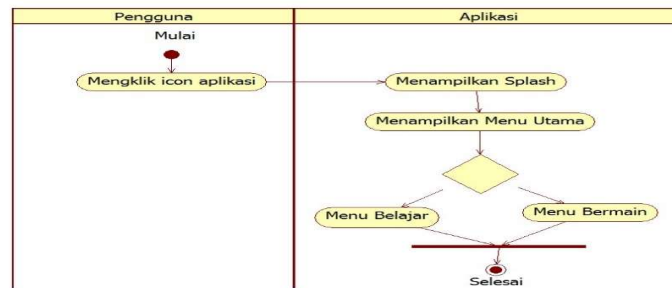 Pengguna
Aplikasi
Mulai
Mengklik icon aplikasi
Menampilkan Splash
Menampilkan Menu Utama
Menu Belajar
Menu Bermain
Selesai